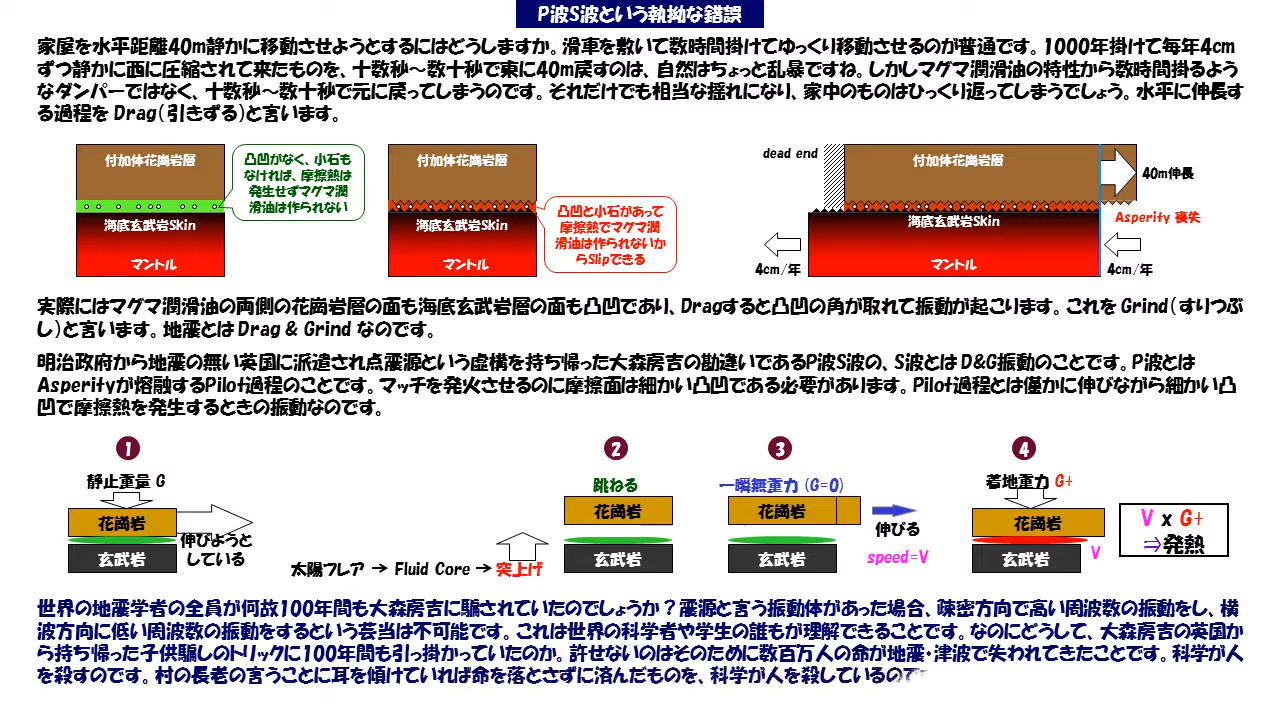 P波S波という執拗な錯誤
家屋を水平距離40m静かに移動させようとするにはどうしますか。滑車を敷いて数時間掛けてゆっくり移動させるのが普通です。1000年掛けて毎年4cm
ずつ静かに西に圧縮されて来たものを、十数秒～数十秒で東に40m戻すのは、自然はちょっと乱暴ですね。しかしマグマ潤滑油の特性から数時間掛るよう
なダンパーではなく、十数秒～数十秒で元に戻ってしまうのです。それだけでも相当な揺れになり、家中のものはひっくり返ってしまうでしょう。水平に伸長す
る過程を Drag(引きずる)と言います。
付加体花崗岩層
海底玄武岩Skin
マントル
凸凹がなく、小石も
なければ、摩擦熱は
発生せずマグマ潤
滑油は作られない
付加体花崗岩層
海底玄武岩Skin
マントル
凸凹と小石があって
摩擦熱でマグマ潤
滑油は作られないか
らSlipできる
dead end
付加体花崗岩層
海底玄武岩Skin
マントル
40m伸長
Asperity 喪失
4cm/年
4cm/年
実際にはマグマ潤滑油の両側の花崗岩層の面も海底玄武岩層の面も凸凹であり、Dragすると凸凹の角が取れて振動が起こります。これを Grind(すりつぶ
し)と言います。地震とは Drag & Grind なのです。
明治政府から地震の無い英国に派遣され点震源という虚構を持ち帰った大森房吉の勘違いであるP波S波の、S波とは D&G振動のことです。P波とは
Asperityが熔融するPilot過程のことです。マッチを発火させるのに摩擦面は細かい凸凹である必要があります。Pilot過程とは僅かに伸びながら細かい凸
凹で摩擦熱を発生するときの振動なのです。
1
静止重量 G
花崗岩
玄武岩
伸びようと
している
太陽フレア → Fluid Core → 突上げ
2
跳ねる
花崗岩
玄武岩
3
一瞬無重力 (G=0)
花崗岩
玄武岩
伸びる
speed=V
4
着地重力 G+
花崗岩
玄武岩
V
V x G+
⇒発熱
世界の地震学者の全員が何故100年間も大森房吉に騙されていたのでしょうか？震源と言う振動体があった場合、疎密方向で高い周波数の振動をし、横
波方向に低い周波数の振動をするという芸当は不可能です。これは世界の科学者や学生の誰もが理解できることです。なのにどうして、大森房吉の英国か
ら持ち帰った子供騙しのトリックに100年間も引っ掛かっていたのか。許せないのはそのために数百万人の命が地震・津波で失われてきたことです。科学が人
を殺すのです。村の長老の言うことに耳を傾けていれば命を落とさずに済んだものを、科学が人を殺しているので